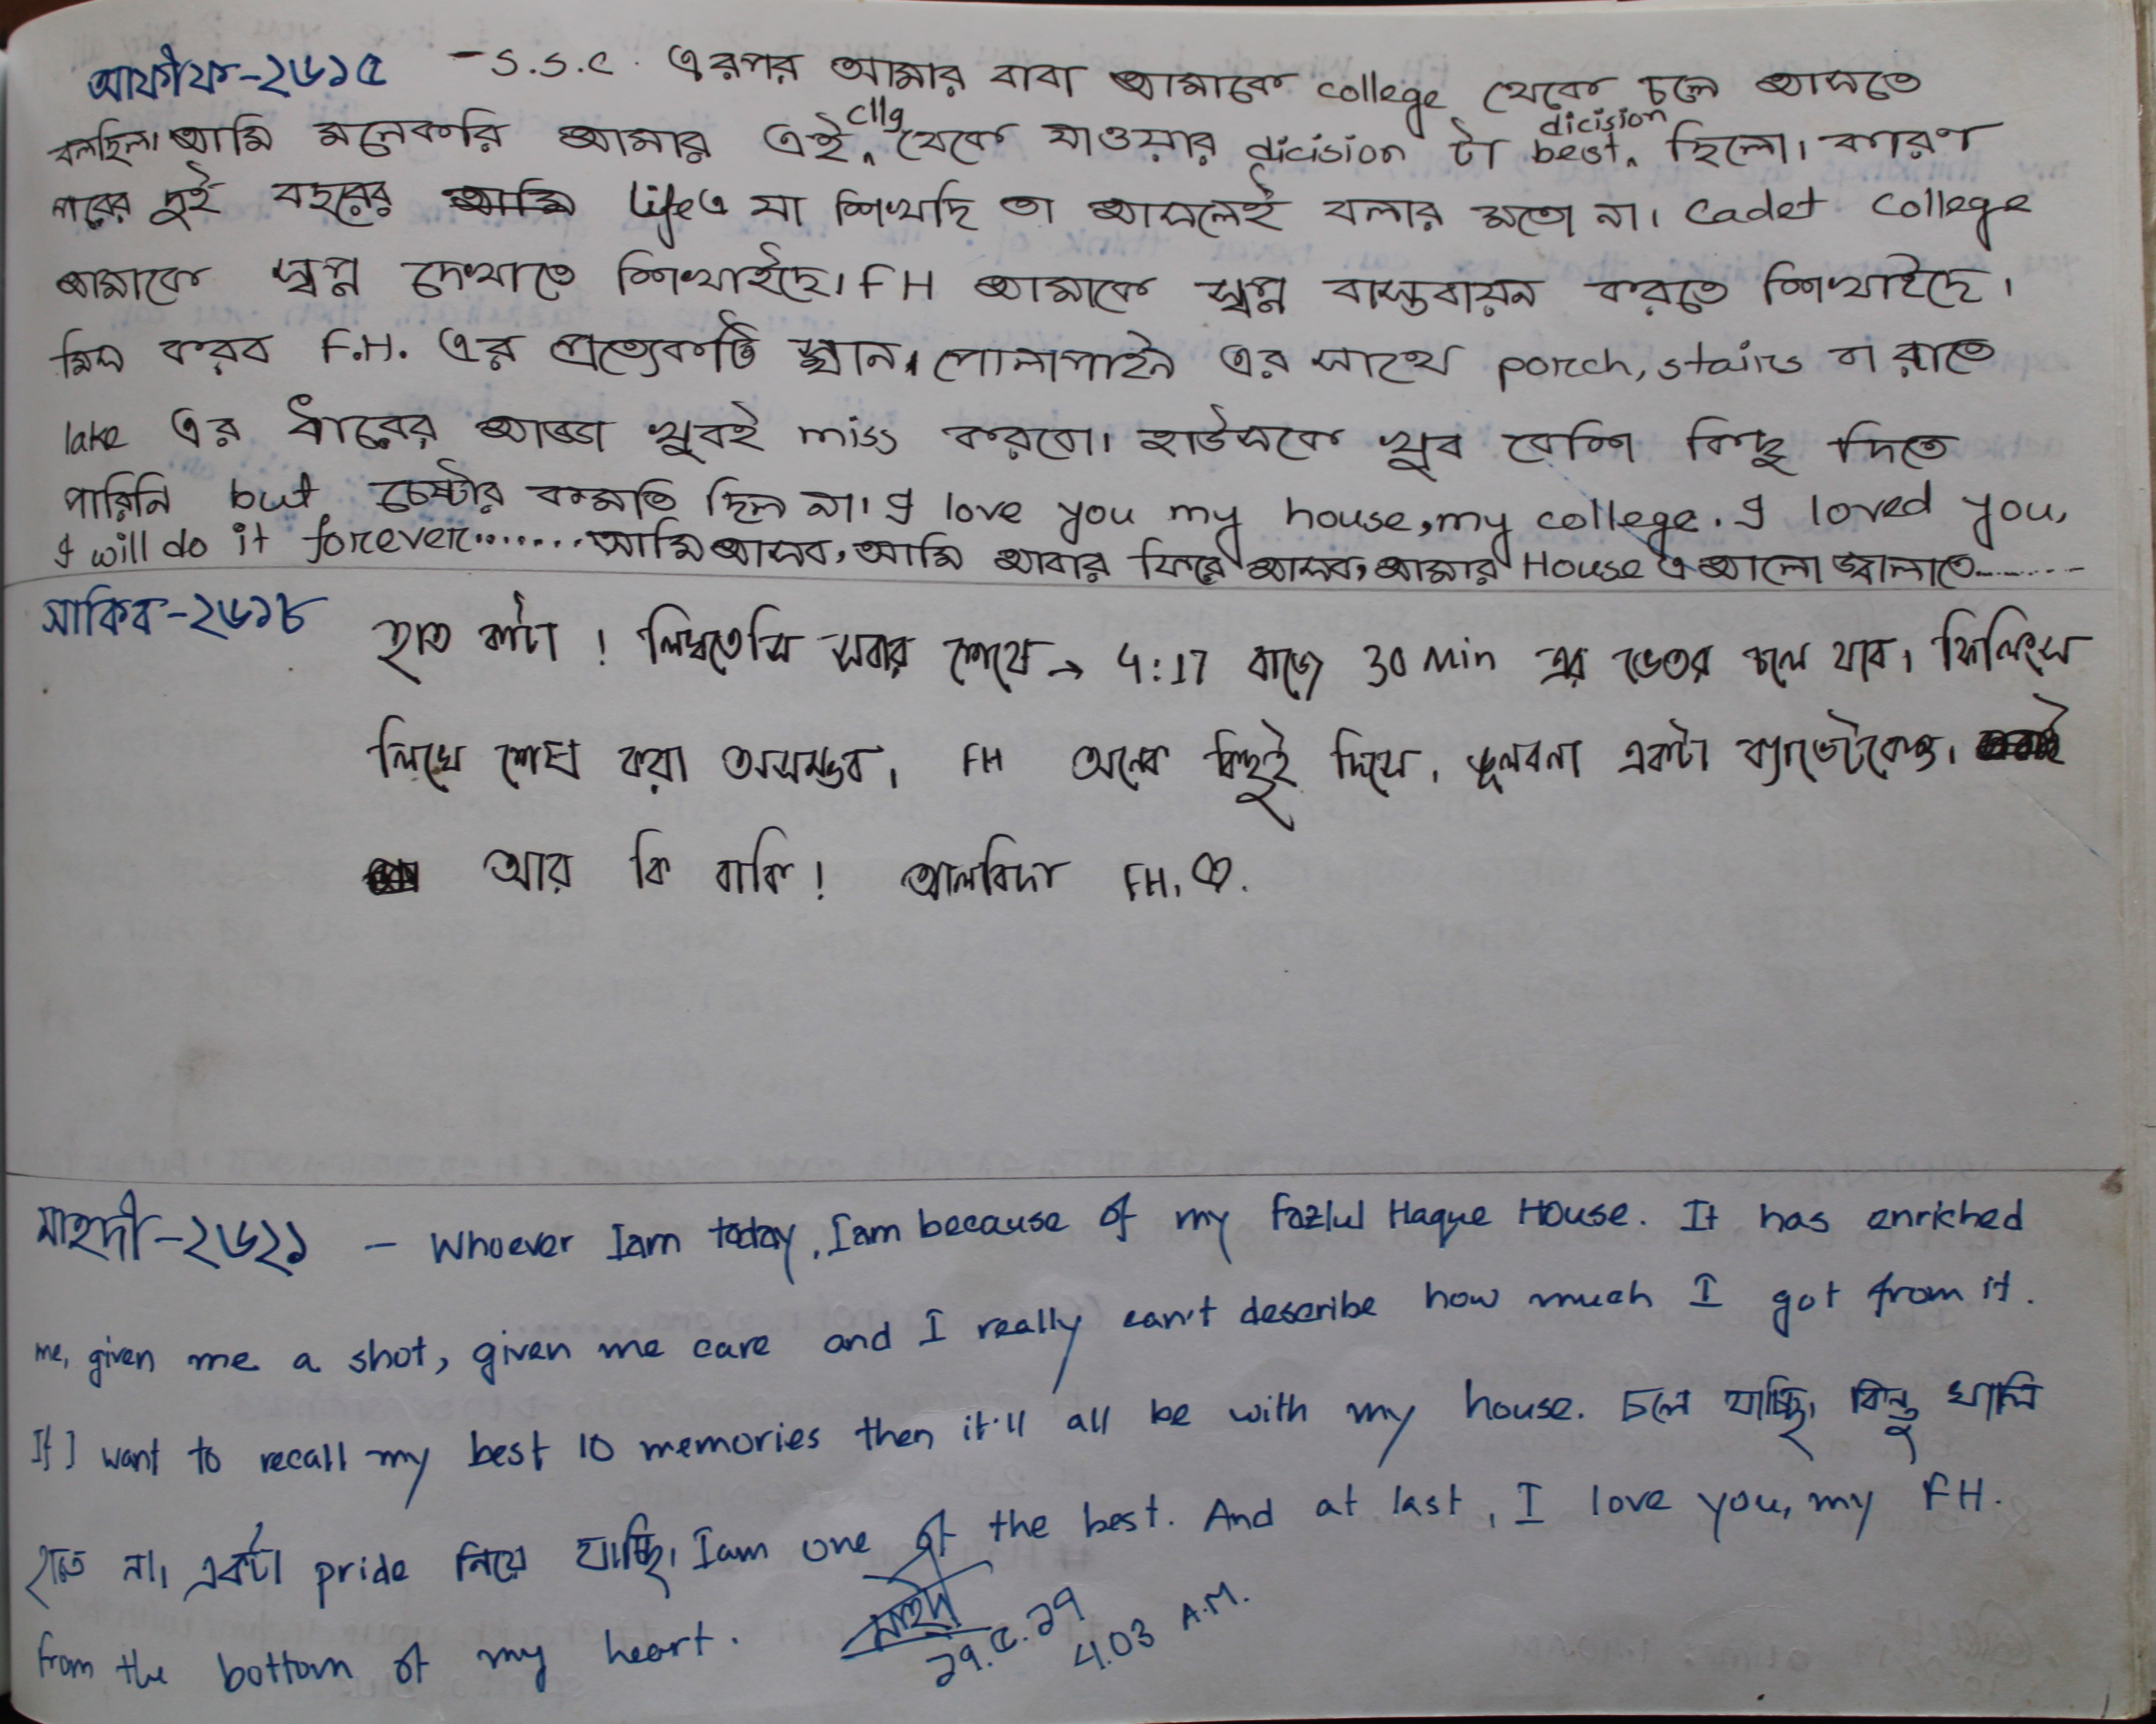 আফীফ-২৬১৫ - S.S.C. এরপর আমার বাবা আমাকে college থেকে চলে আসতে
বলছিল। আমি মনেকরি আমার এই cllg থেকে যাওয়ার dicision টা best dicision ছিলো। কারণ
পরের দুই বছরের life এ যা শিখছি তা আসলেই বলার মতো না। Cadet College
আমাকে স্বপ্ন দেখাতে শিখাইছে। FH আমাকে স্বপ্ন বাস্তবায়ন করতে শিখাইছে।
মিস করব F.H. এর প্রত্যেকটি স্থান। পোলাপাইন এর সাথে porch, stairs বা রাতে
lake এর ধারের আড্ডা খুবই miss করবো। হাউসকে খুব বেশি কিছু দিতে
পারিনি but চেষ্টার কমতি ছিল না। I love you my house, my college. I loved you,
I will do it forever.......আমি আসব, আমি আবার ফিরে আসব, আমার House এ আলো জ্বালাতে.........
সাকিব-২৬১৮ হাত কাটা! লিখতেসি সবার শেষে→ 4:17 বাজে 30 Min এর ভেতর চলে যাব। ফিলিংস
লিখে শেষ করা অসম্ভব। FH অনেক কিছুই দিসে। ভুলবনা একটা ক্যাডেটকেও।
আর কি বাকি! আলবিদা FH. ♡.
মাহদী-২৬২১ - Whoever I am today, I am because of my Fazlul Haque House. It has enriched
me, given me a shot, given me care and I really can't describe how much I got from it.
If I want to recall my best 10 memories then it'll all be with my house. চলে যাচ্ছি। কিন্তু খালি
হাতে না। একটা pride নিয়ে যাচ্ছি। I am one of the best. And at last, I love you, my FH.
from the bottom of my heart. মাহদী
4.03 A.M.